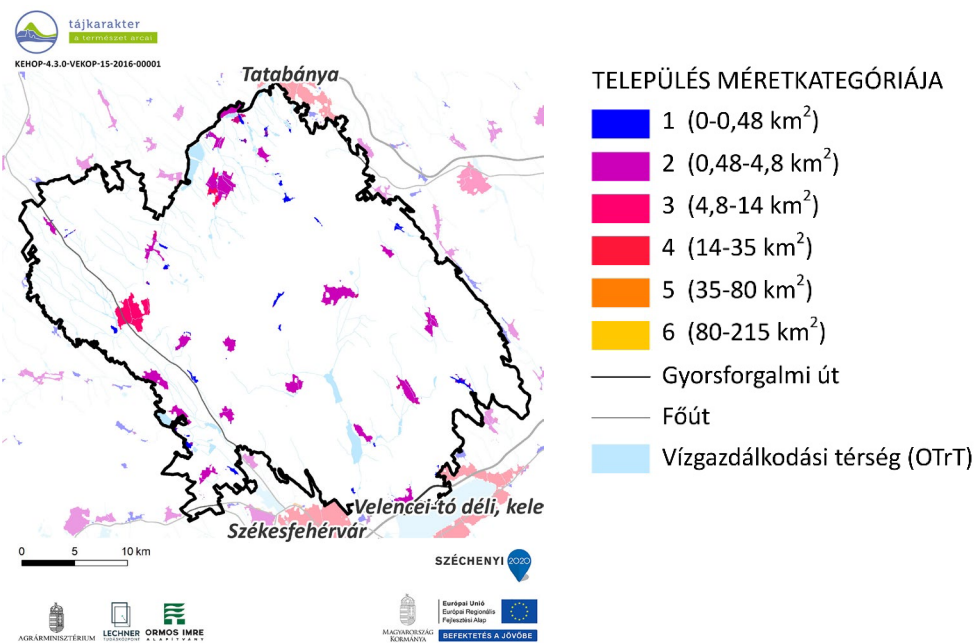 tájkarakter
a természet arcai
KEHOP-4.3.0-VEKOP-15-2016-00001
Tatabánya
Velencei-tó déli, kele
Székesfehérvár
0 5 10 km
TELEPÜLÉS MÉRETKATEGÓRIÁJA
1 (0-0,48 km²)
2 (0,48-4,8 km²)
3 (4,8-14 km²)
4 (14-35 km²)
5 (35-80 km²)
6 (80-215 km²)
Gyorsforgalmi út
Főút
Vízgazdálkodási térség (OTrT)
SZÉCHENYI 2020
AGRÁRMINISZTÉRIUM
LECHNER
TUDÁSKÖZPONT
ORMOS IMRE
ALAPÍTVÁNY
MAGYARORSZÁG
KORMÁNYA
Európai Unió
Európai Regionális
Fejlesztési Alap
BEFEKTETÉS A JÖVŐBE